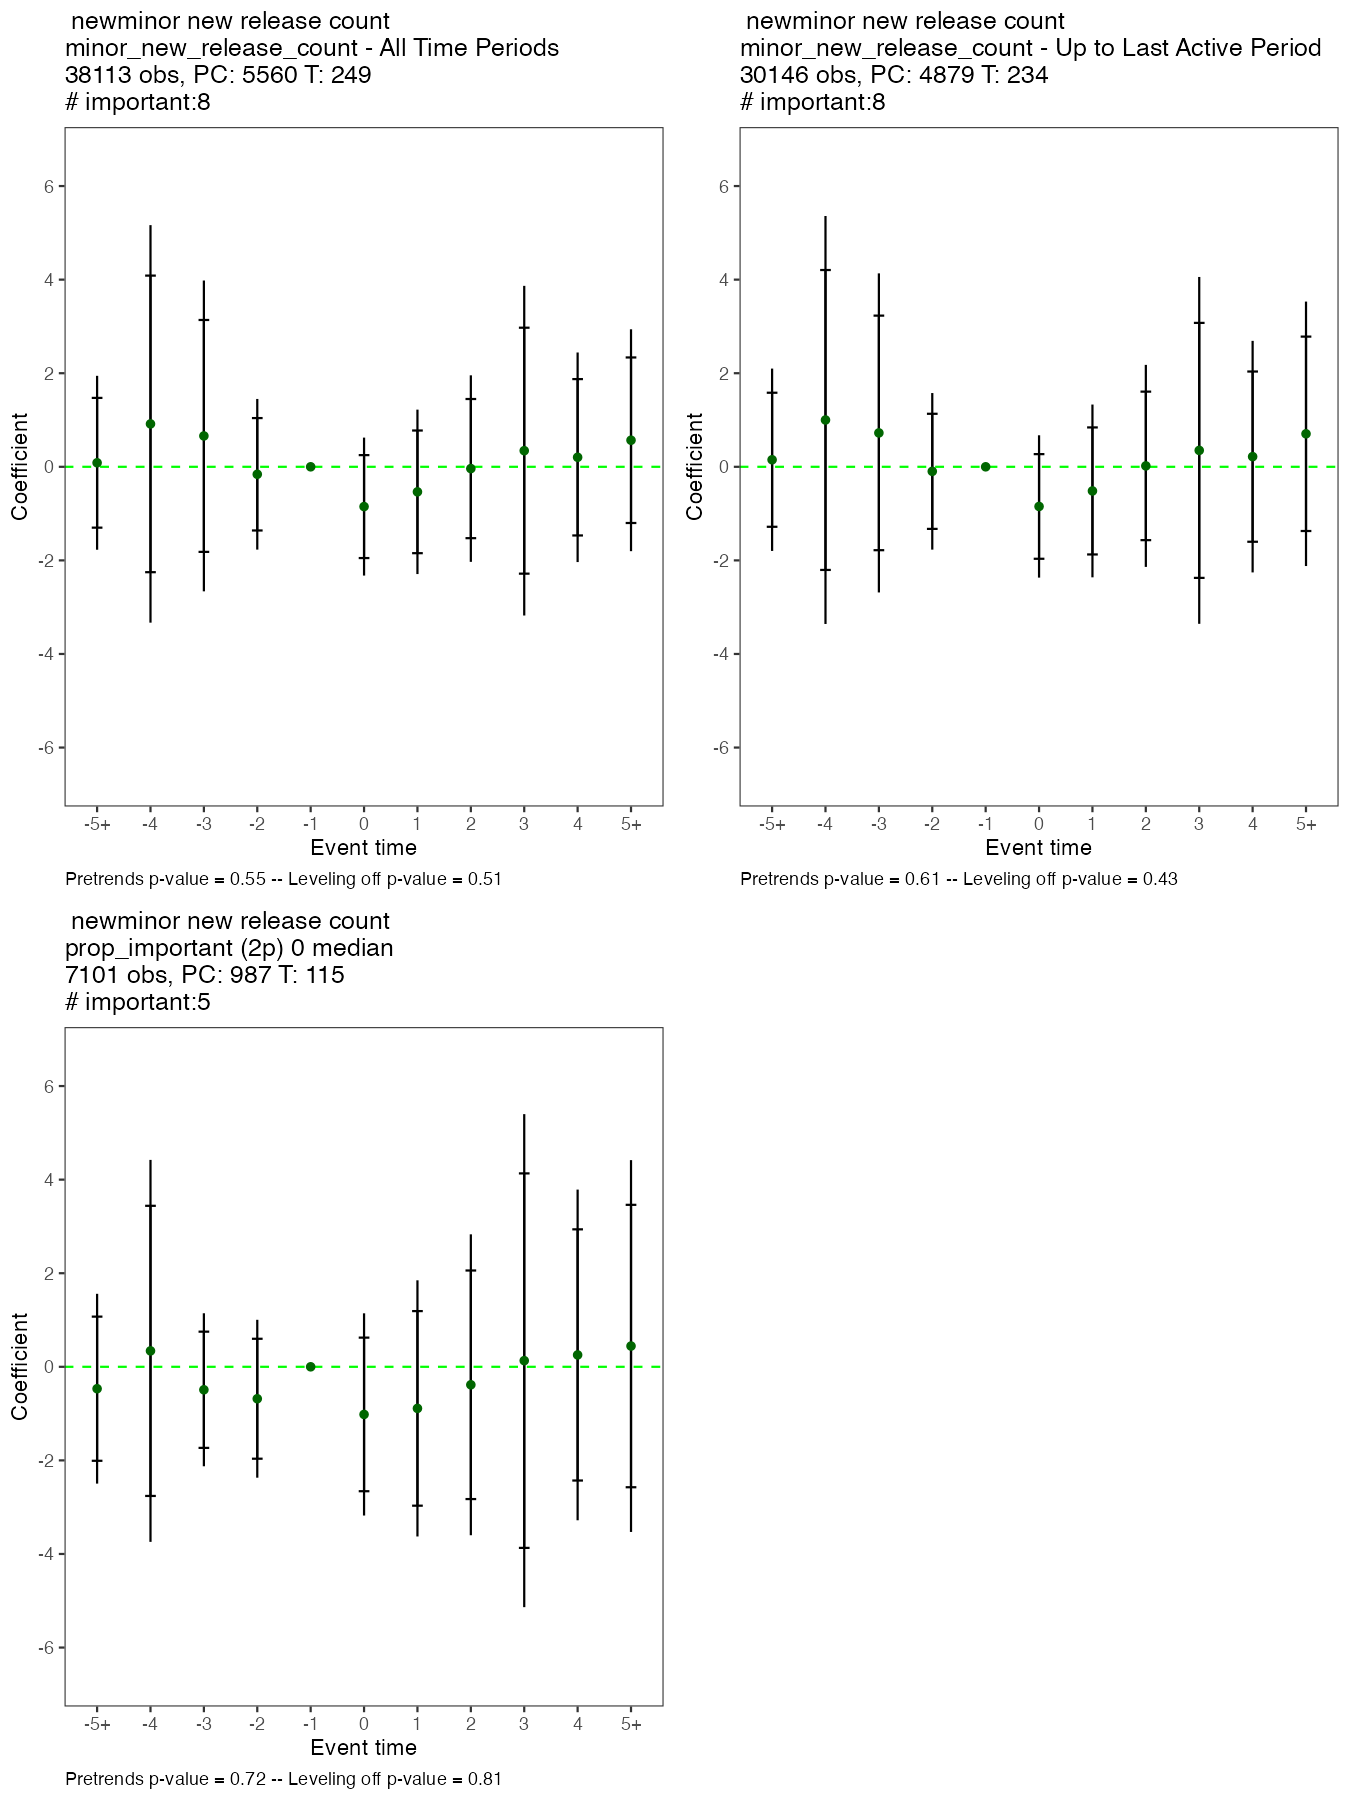 newminor new release count
minor_new_release_count - All Time Periods
38113 obs, PC: 5560 T: 249
# important:8
6
4
2
0
-2
-4
-6
Coefficient
-5+ -4 -3 -2 -1 0 1 2 3 4 5+
Event time
Pretrends p-value = 0.55 -- Leveling off p-value = 0.51
newminor new release count
minor_new_release_count - Up to Last Active Period
30146 obs, PC: 4879 T: 234
# important:8
6
4
2
0
-2
-4
-6
Coefficient
-5+ -4 -3 -2 -1 0 1 2 3 4 5+
Event time
Pretrends p-value = 0.61 -- Leveling off p-value = 0.43
newminor new release count
prop_important (2p) 0 median
7101 obs, PC: 987 T: 115
# important:5
6
4
2
0
-2
-4
-6
Coefficient
-5+ -4 -3 -2 -1 0 1 2 3 4 5+
Event time
Pretrends p-value = 0.72 -- Leveling off p-value = 0.81